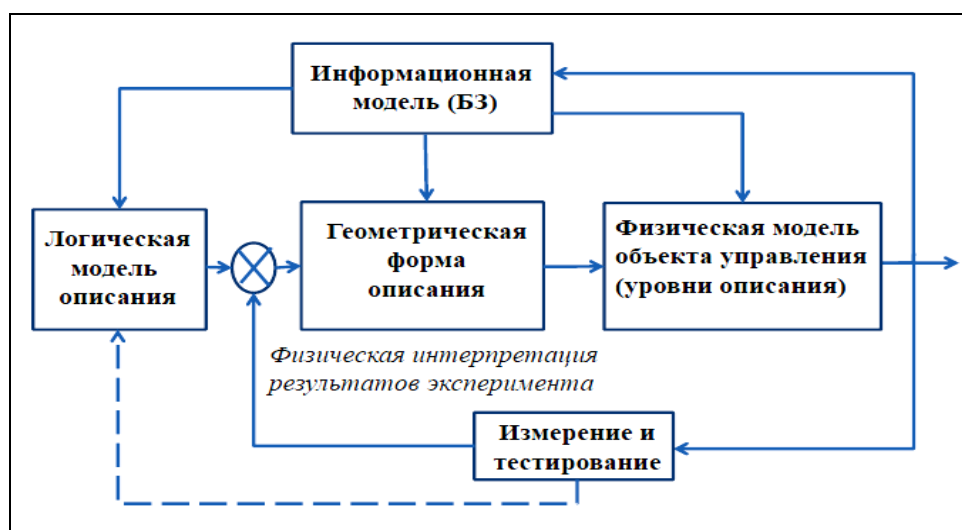 Информационная
модель (БЗ)
Логическая
модель
описания
Геометрическая
форма
описания
Физическая модель
объекта управления
(уровни описания)
Физическая интерпретация
результатов эксперимента
Измерение и
тестирование